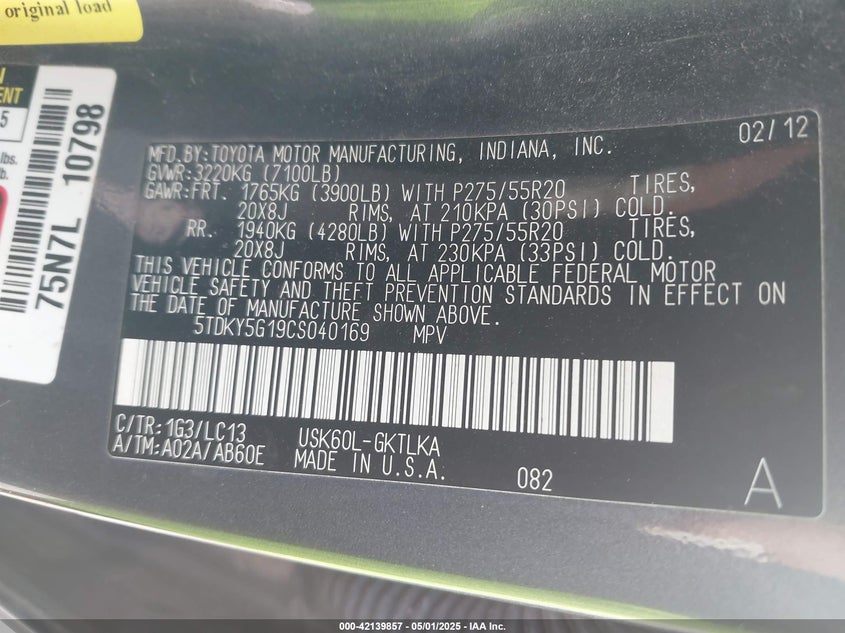 original load
ENT
5
lbs.
lb.
75N7L 10798
02/12
MFD.BY:TOYOTA MOTOR MANUFACTURING, INDIANA, INC.
GVWR:3220KG (7100LB)
GAWR:FRT. 1765KG (3900LB) WITH P275/55R20 TIRES,
20X8J RIMS, AT 210KPA (30PSI) COLD.
RR. 1940KG (4280LB) WITH P275/55R20 TIRES,
20X8J RIMS, AT 230KPA (33PSI) COLD.
THIS VEHICLE CONFORMS TO ALL APPLICABLE FEDERAL MOTOR
VEHICLE SAFETY AND THEFT PREVENTION STANDARDS IN EFFECT ON
THE DATE OF MANUFACTURE SHOWN ABOVE.
5TDKY5G19CS040169 MPV
C/TR:1G3/LC13 USK60L-GKTLKA
A/TM:A02A/AB60E MADE IN U.S.A.
082
A
000-42139857 - 05/01/2025 - IAA Inc.